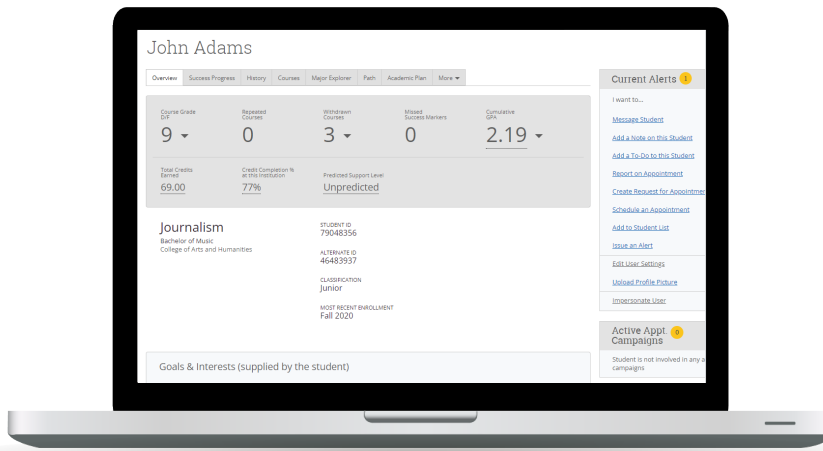 John Adams
Overview
Success Progress
History
Courses
Major Explorer
Path
Academic Plan
More
Course Grade
D/F
9
Repeated
Courses
0
Withdrawn
Courses
3
Missed
Success Markers
0
Cumulative
GPA
2.19
Total Credits
Earned
69.00
Credit Completion %
at this Institution
77%
Predicted Support Level
Unpredicted
Journalism
Bachelor of Music
College of Arts and Humanities
STUDENT ID
79048356
ALTERNATE ID
46483937
CLASSIFICATION
Junior
MOST RECENT ENROLLMENT
Fall 2020
Goals & Interests (supplied by the student)
Current Alerts 1
I want to...
Message Student
Add a Note on this Student
Add a To-Do to this Student
Report on Appointment
Create Request for Appointmen
Schedule an Appointment
Add to Student List
Issue an Alert
Edit User Settings
Upload Profile Picture
Impersonate User
Active Appt. 0
Campaigns
Student is not involved in any a
campaigns